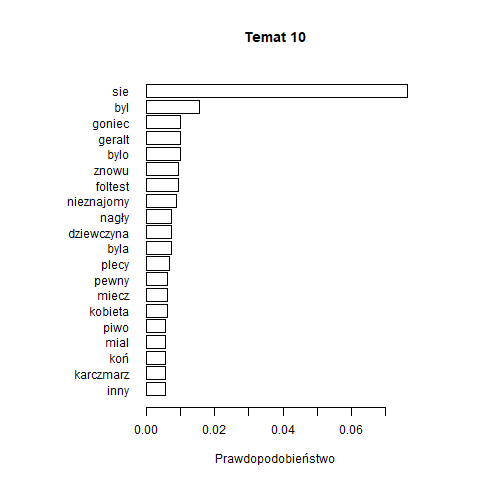 Temat 10
sie
byl
goniec
geralt
bylo
znowu
foltest
nieznajomy
nagły
dziewczyna
byla
plecy
pewny
miecz
kobieta
piwo
mial
koń
karczmarz
inny
0.00 0.02 0.04 0.06
Prawdopodobieństwo